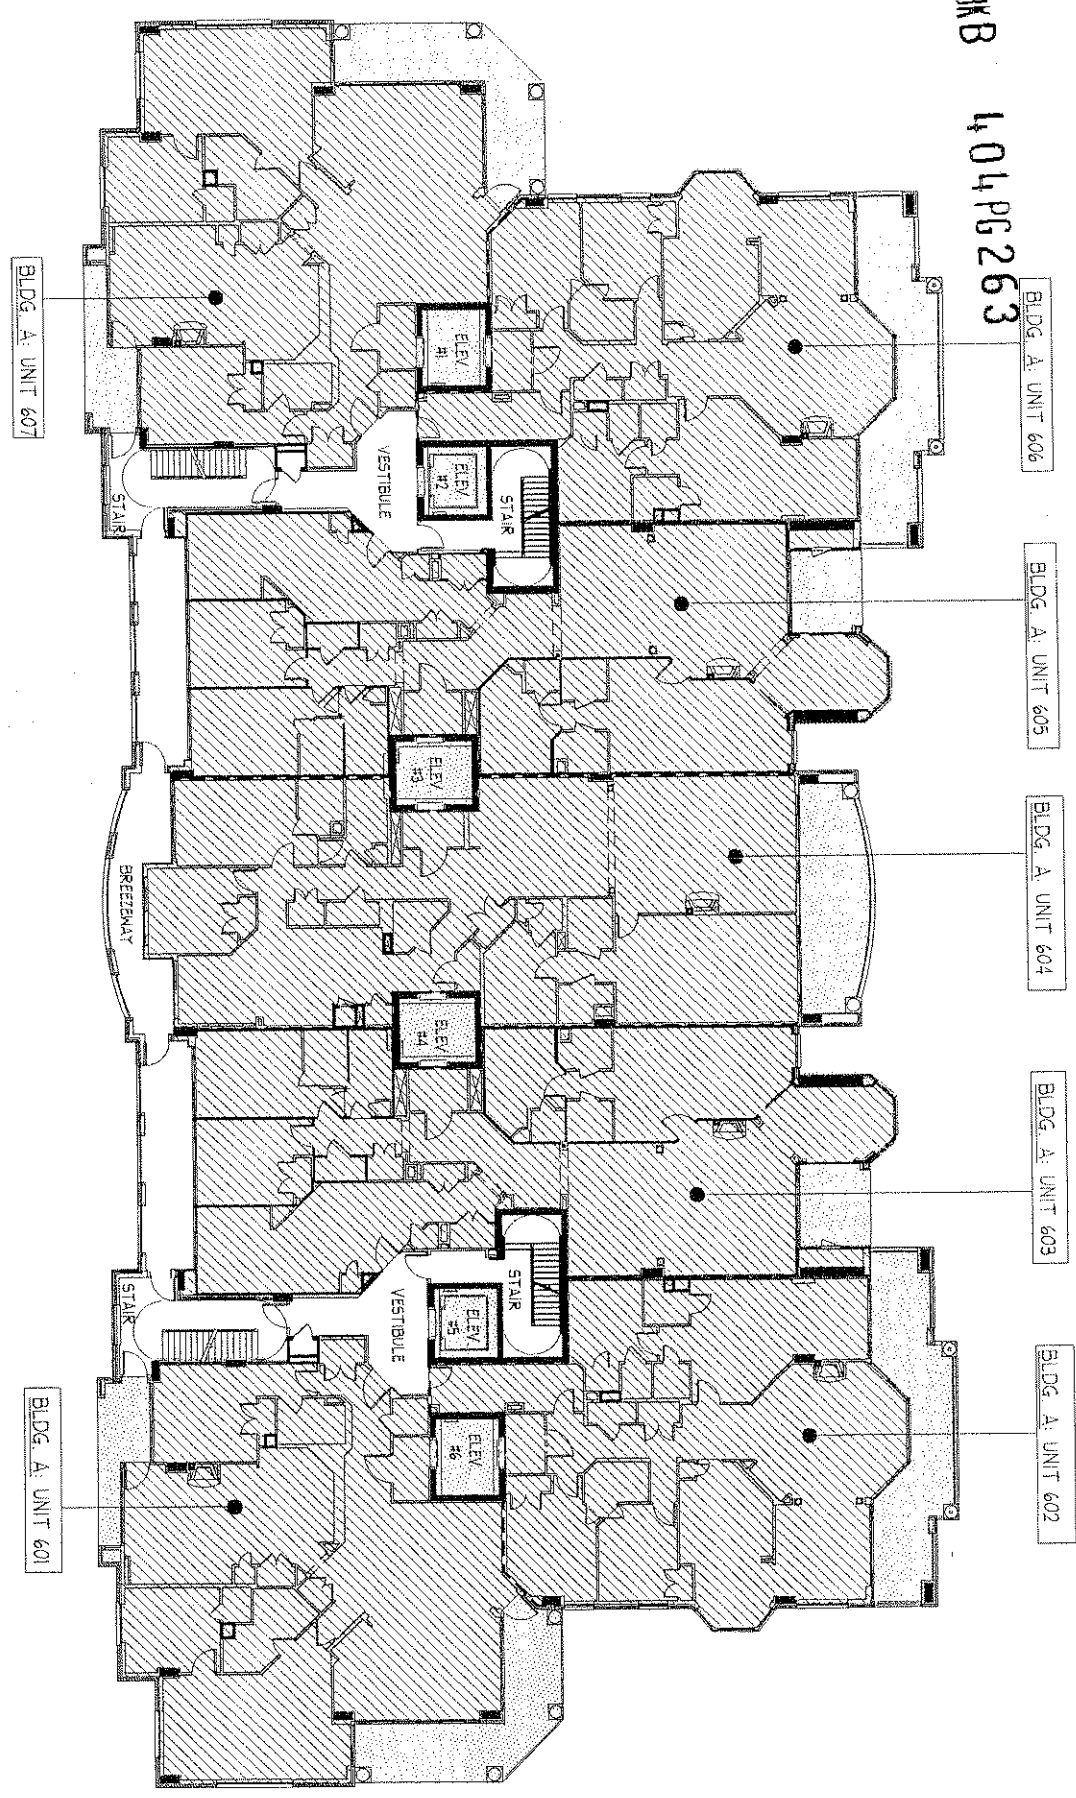 BKB 404PG263
BLDG. A: UNIT 606
BLDG. A: UNIT 605
BLDG. A: UNIT 604
BLDG. A: UNIT 603
BLDG. A: UNIT 602
ELEV
#1
ELEV
#2
STAIR
VESTIBULE
STAIR
ELEV
#3
BREEZEWAY
ELEV
#4
STAIR
ELEV.
#5
VESTIBULE
STAIR
ELEV
#6
BLDG. A: UNIT 607
BLDG. A: UNIT 601